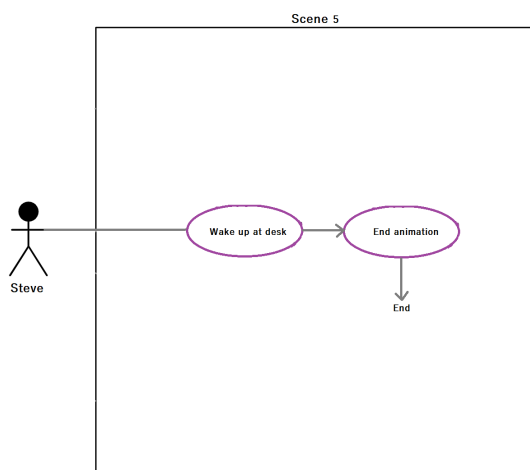 Scene 5
Wake up at desk
End animation
Steve
End